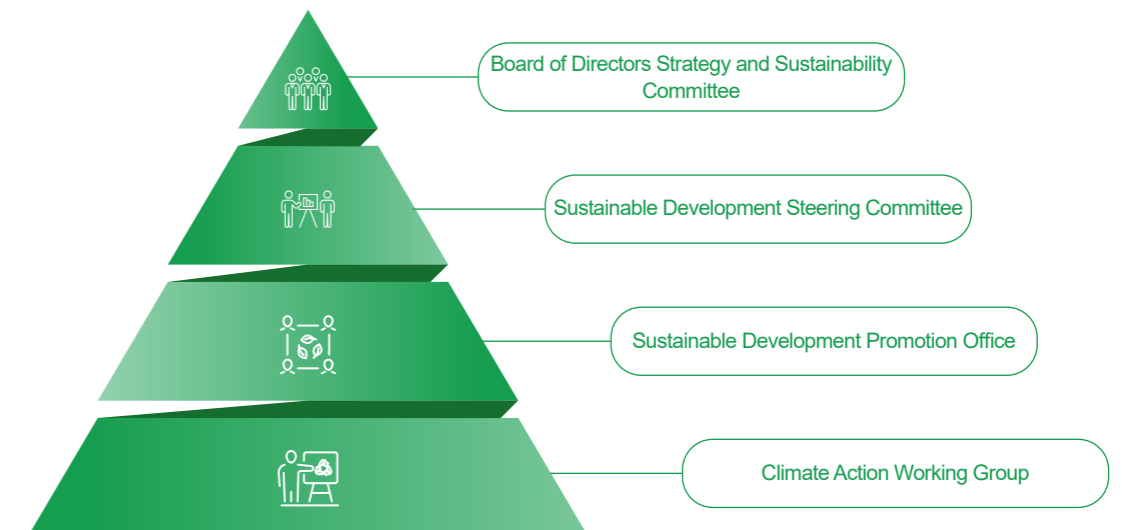 Board of Directors Strategy and Sustainability
Committee
Sustainable Development Steering Committee
Sustainable Development Promotion Office
Climate Action Working Group